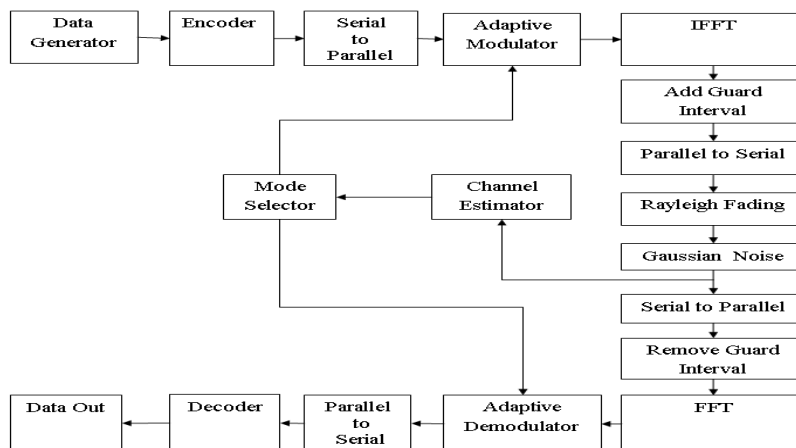 Data
Generator
Encoder
Serial
to
Parallel
Adaptive
Modulator
IFFT
Add Guard
Interval
Parallel to Serial
Mode
Selector
Channel
Estimator
Rayleigh Fading
Gaussian Noise
Serial to Parallel
Remove Guard
Interval
Data Out
Decoder
Parallel
to
Serial
Adaptive
Demodulator
FFT